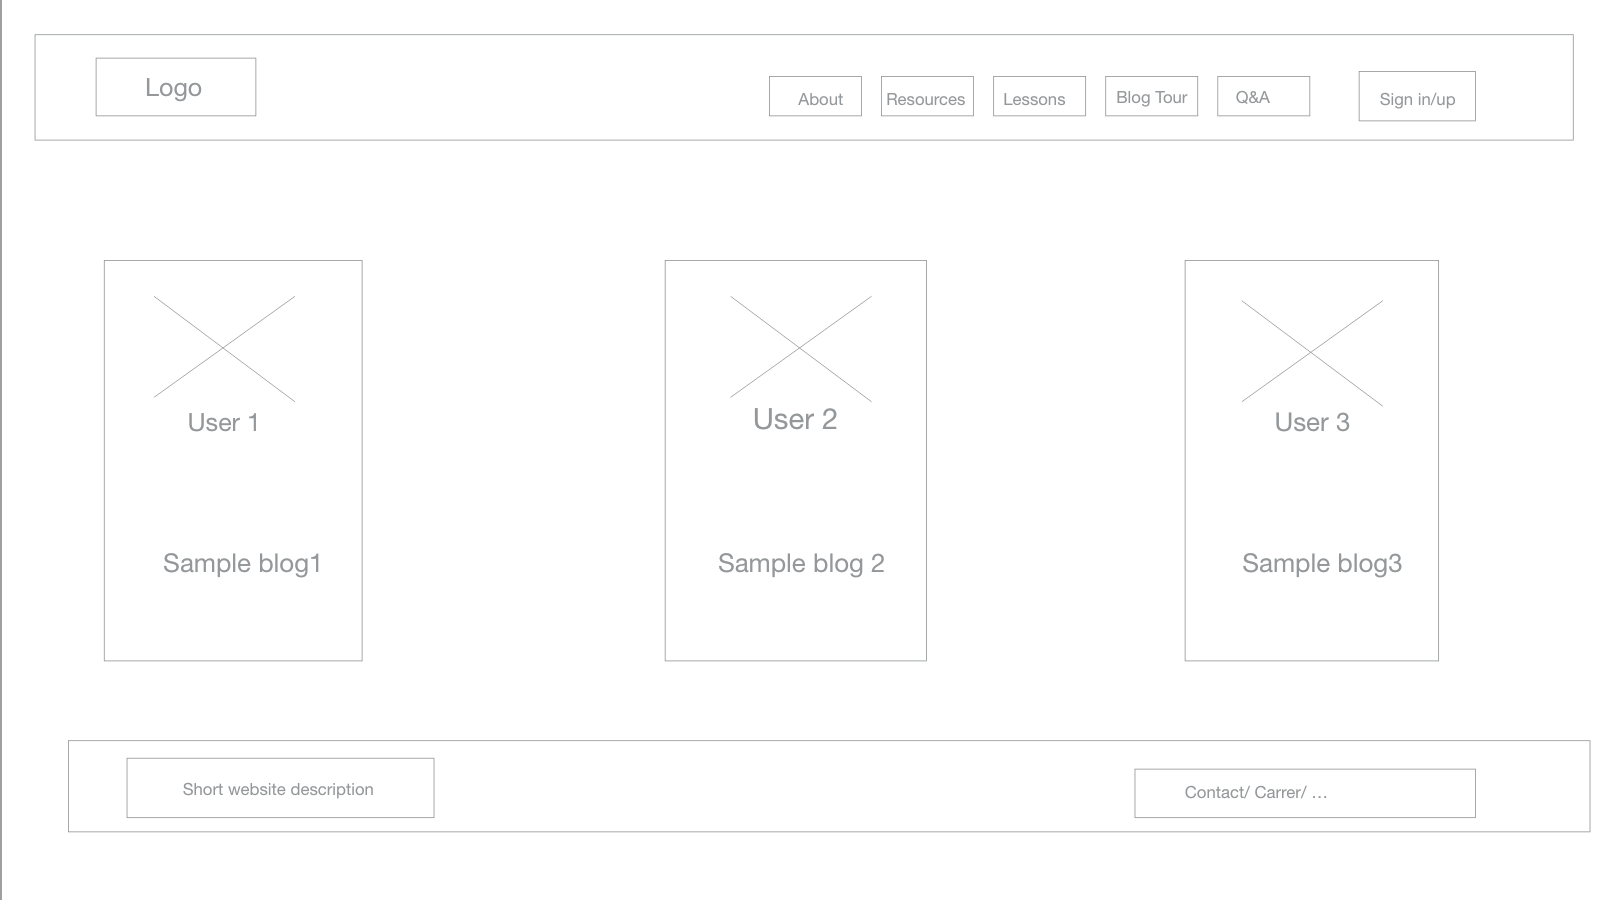 Logo
About
Resources
Lessons
Blog Tour
Q&A
Sign in/up
User 1
User 2
User 3
Sample blog1
Sample blog 2
Sample blog3
Short website description
Contact/ Carrer/ …